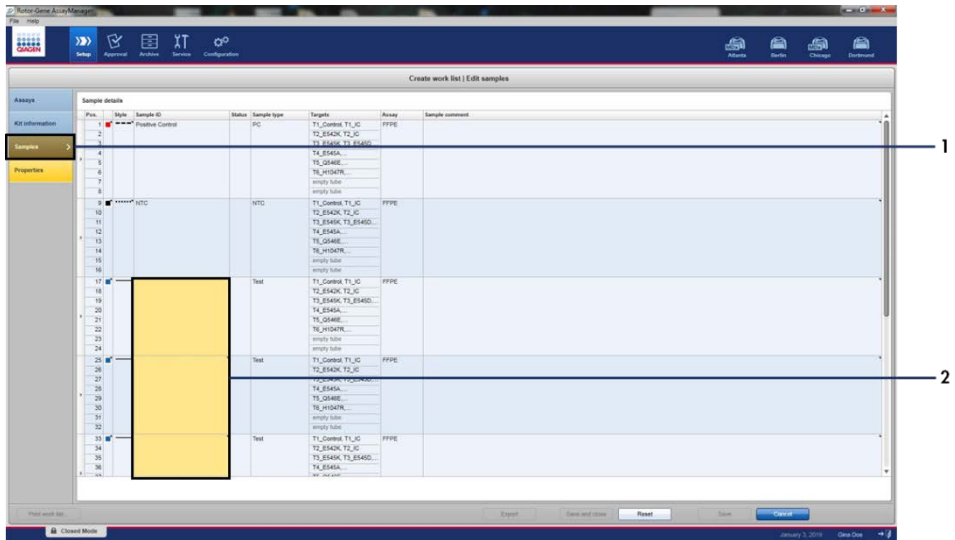 Rotor-Gene AssayManager
File Help
QIAGEN
Setup Approval Archive Service Configuration
Atlanta Berlin Chicago Dortmund
Create work list | Edit samples
Assays
Kit information
Samples
Properties
Sample details
Pos. Style Sample ID Status Sample type Targets Assay Sample comment
1 Positive Control PC T1_Control, T1_IC FFPE
2 T2_E542K, T2_IC
3 T3_E545K, T3_E545D...
4 T4_E545A,...
5 T5_Q546E,...
6 T6_H1047R,...
7 empty tube
8 empty tube
9 NTC NTC T1_Control, T1_IC FFPE
10 T2_E542K, T2_IC
11 T3_E545K, T3_E545D...
12 T4_E545A,...
13 T5_Q546E,...
14 T6_H1047R,...
15 empty tube
16 empty tube
17 Test T1_Control, T1_IC FFPE
18 T2_E542K, T2_IC
19 T3_E545K, T3_E545D...
20 T4_E545A,...
21 T5_Q546E,...
22 T6_H1047R,...
23 empty tube
24 empty tube
25 Test T1_Control, T1_IC FFPE
26 T2_E542K, T2_IC
27 T3_E545K, T3_E545D...
28 T4_E545A,...
29 T5_Q546E,...
30 T6_H1047R,...
31 empty tube
32 empty tube
33 Test T1_Control, T1_IC FFPE
34 T2_E542K, T2_IC
35 T3_E545K, T3_E545D...
36 T4_E545A,...
1
2
Print work list... Export Save and close Reset Save Cancel
Closed Mode
January 3, 2019 Gina One